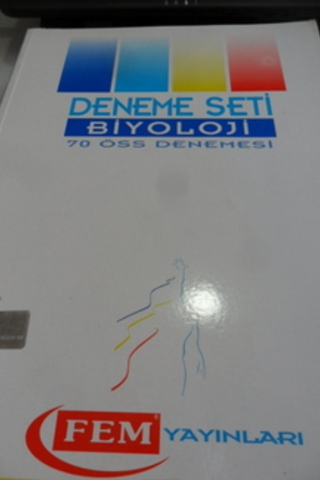 DENEME SETİ
BİYOLOJİ
70 ÖSS DENEMESİ
FEM YAYINLARI